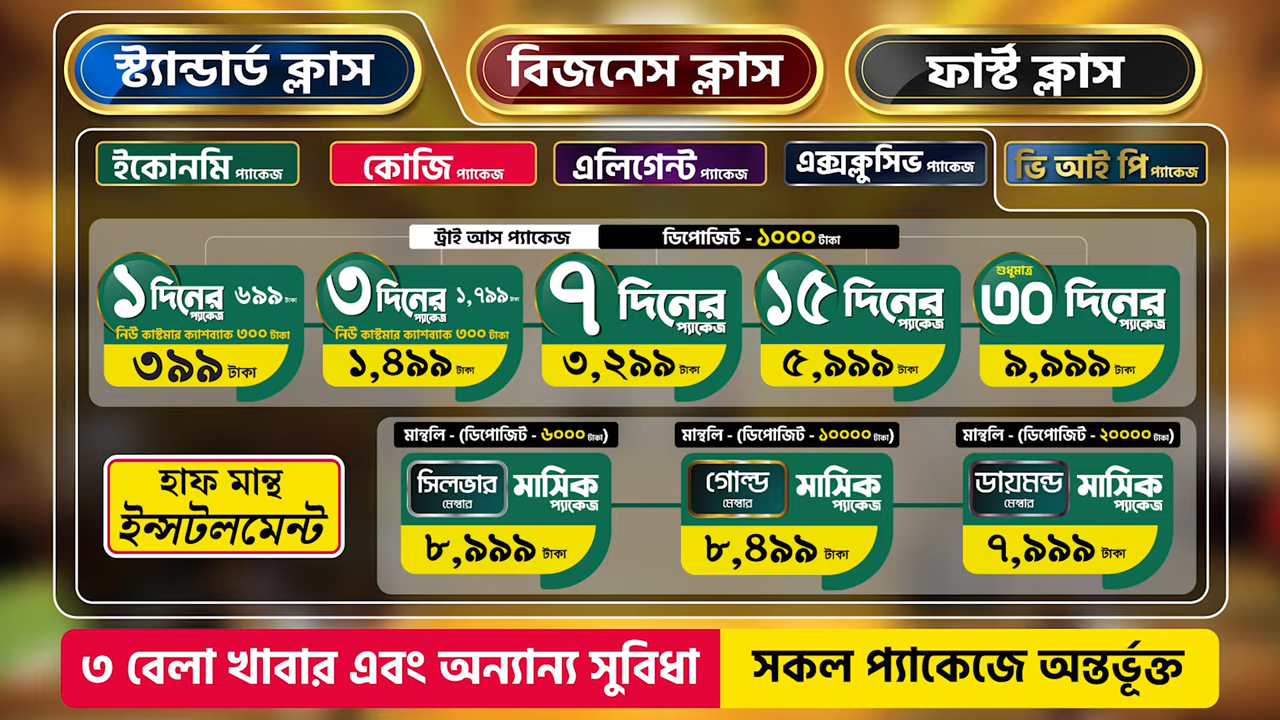 স্ট্যান্ডার্ড ক্লাস
বিজনেস ক্লাস
ফার্স্ট ক্লাস
ইকোনমি প্যাকেজ
কোজি প্যাকেজ
এলিগেন্ট প্যাকেজ
এক্সক্লুসিভ প্যাকেজ
ভি আই পি প্যাকেজ
ট্রাই আস প্যাকেজ
ডিপোজিট - ১০০০ টাকা
১ দিনের প্যাকেজ ৬৯৯ টাকা
নিউ কাস্টমার ক্যাশব্যাক ৩০০ টাকা
৩৯৯ টাকা
৩ দিনের প্যাকেজ ১,৭৯৯ টাকা
নিউ কাস্টমার ক্যাশব্যাক ৩০০ টাকা
১,৪৯৯ টাকা
৭ দিনের প্যাকেজ
৩,২৯৯ টাকা
১৫ দিনের প্যাকেজ
৫,৯৯৯ টাকা
শুধুমাত্র
৩০ দিনের প্যাকেজ
৯,৯৯৯ টাকা
হাফ মান্থ
ইন্সটলমেন্ট
মান্থলি - (ডিপোজিট - ৬০০০ টাকা)
সিলভার মেম্বার
মাসিক প্যাকেজ
৮,৯৯৯ টাকা
মান্থলি - (ডিপোজিট - ১০০০০ টাকা)
গোল্ড মেম্বার
মাসিক প্যাকেজ
৮,৪৯৯ টাকা
মান্থলি - (ডিপোজিট - ২০০০০ টাকা)
ডায়মন্ড মেম্বার
মাসিক প্যাকেজ
৭,৯৯৯ টাকা
৩ বেলা খাবার এবং অন্যান্য সুবিধা
সকল প্যাকেজে অন্তর্ভূক্ত